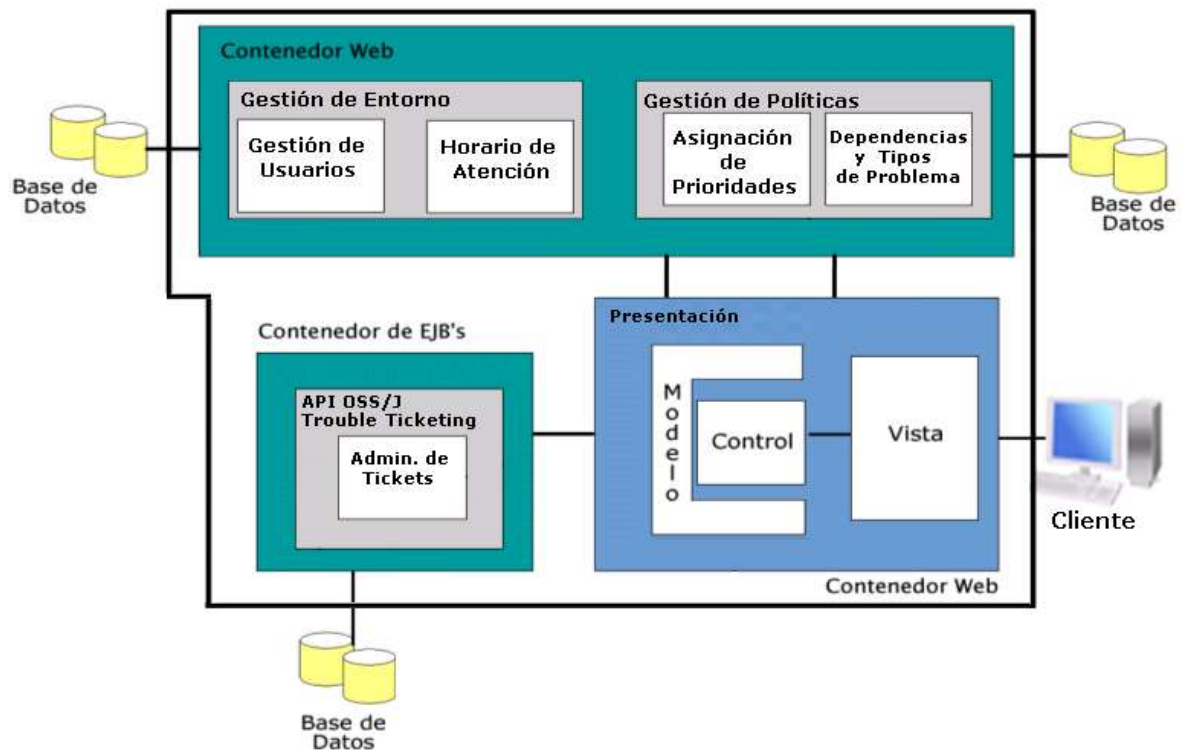 Contenedor Web
Gestión de Entorno
Gestión de
Usuarios
Horario de
Atención
Gestión de Políticas
Asignación
de
Prioridades
Dependencias
y Tipos
de Problema
Base de
Datos
Base de
Datos
Contenedor de EJB's
API OSS/J
Trouble Ticketing
Admin. de
Tickets
Presentación
Modelo
Control
Vista
Cliente
Contenedor Web
Base de
Datos